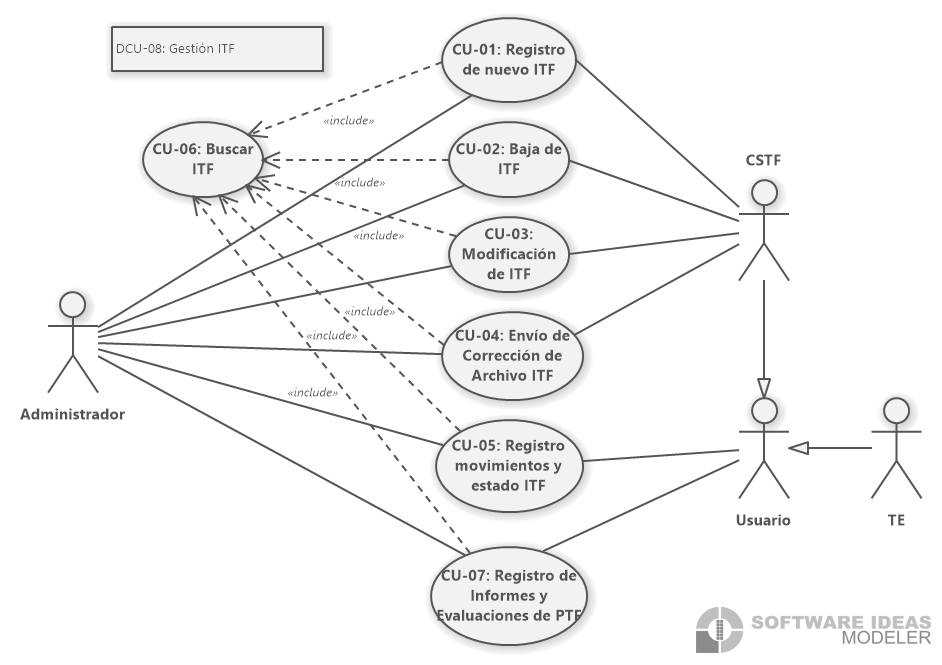 DCU-08: Gestión ITF
CU-01: Registro
de nuevo ITF
«include»
CU-06: Buscar
ITF
CU-02: Baja de
ITF
CSTF
«include»
CU-03:
Modificación
de ITF
«include»
«include»
CU-04: Envío de
Corrección de
Archivo ITF
«include»
Administrador
«include»
CU-05: Registro
movimientos y
estado ITF
Usuario
TE
CU-07: Registro de
Informes y
Evaluaciones de PTF
SOFTWARE IDEAS
MODELER